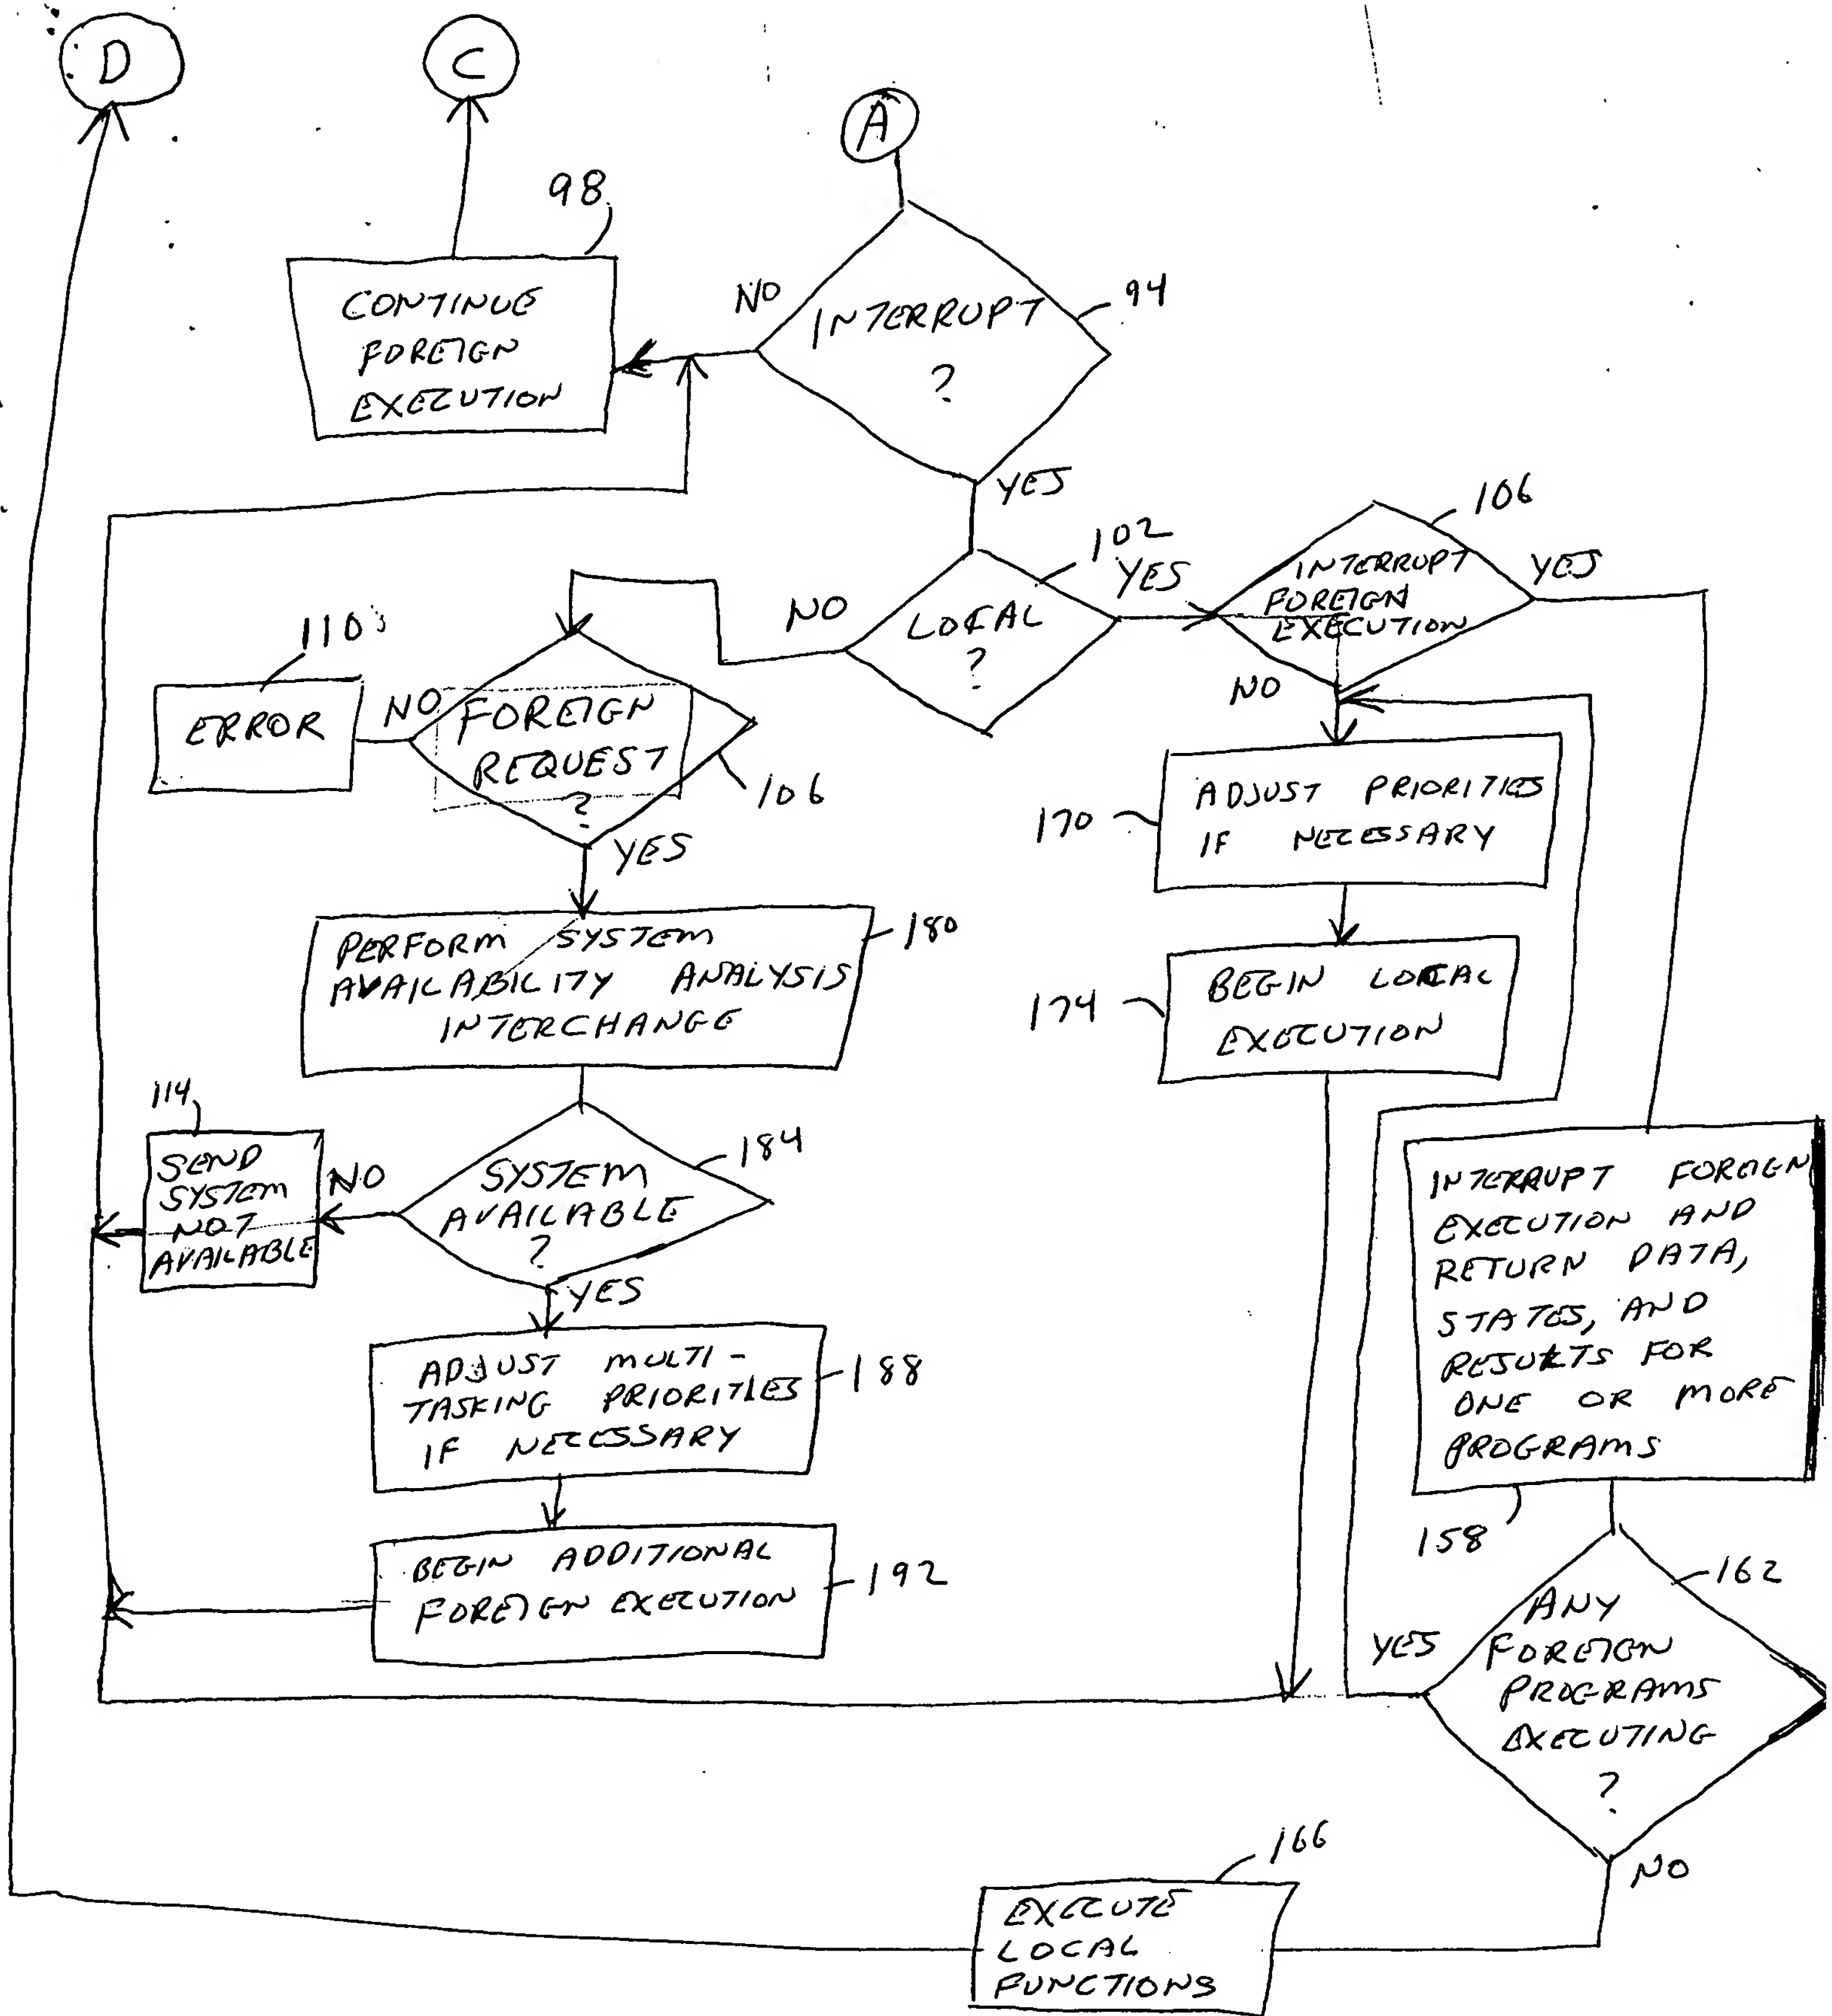 D
C
A
98
CONTINUE
FOREIGN
EXECUTION
NO
INTERRUPT
?
94
YES
102
LOCAL
?
NO
YES
106
INTERRUPT
FOREIGN
EXECUTION
YES
NO
110
ERROR
NO
FOREIGN
REQUEST
?
106
YES
170
ADJUST PRIORITIES
IF NECESSARY
180
PERFORM SYSTEM
AVAILABILITY ANALYSIS
INTERCHANGE
174
BEGIN LOCAL
EXECUTION
114
SEND
SYSTEM
NOT
AVAILABLE
NO
SYSTEM
AVAILABLE
?
184
YES
INTERRUPT FOREIGN
EXECUTION AND
RETURN DATA,
STATES, AND
RESULTS FOR
ONE OR MORE
PROGRAMS
158
ADJUST MULTI-
TASKING PRIORITIES
IF NECESSARY
188
BEGIN ADDITIONAL
FOREIGN EXECUTION
192
162
YES
ANY
FOREIGN
PROGRAMS
EXECUTING
?
NO
166
EXECUTE
LOCAL
FUNCTIONS